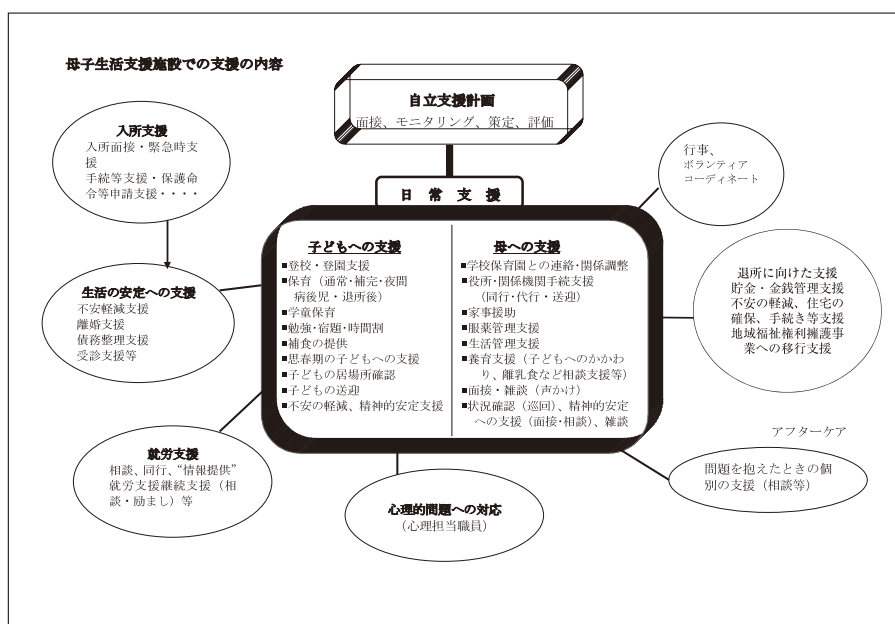 母子生活支援施設での支援の内容
自立支援計画
面接、モニタリング、策定、評価
入所支援
入所面接・緊急時支
援
手続等支援・保護命
令等申請支援・・・・
行事、
ボランティア
コーディネート
日常支援
子どもへの支援
■登校・登園支援
■保育（通常・補完・夜間
病後児・退所後）
■学童保育
■勉強・宿題・時間割
■補食の提供
■思春期の子どもへの支援
■子どもの居場所確認
■子どもの送迎
■不安の軽減、精神的安定支援
母への支援
■学校保育園との連絡・関係調整
■役所・関係機関手続支援
（同行・代行・送迎）
■家事援助
■服薬管理支援
■生活管理支援
■養育支援（子どもへのかかわ
り、離乳食など相談支援等）
■面接・雑談（声かけ）
■状況確認（巡回）、精神的安定
への支援（面接・相談）、雑談
生活の安定への支援
不安軽減支援
離婚支援
債務整理支援
受診支援等
退所に向けた支援
貯金・金銭管理支援
不安の軽減、住宅の
確保、手続き等支援
地域福祉権利擁護事
業への移行支援
就労支援
相談、同行、“情報提供”
就労支援継続支援（相
談・励まし）等
心理的問題への対応
（心理担当職員）
アフターケア
問題を抱えたときの個
別の支援（相談等）